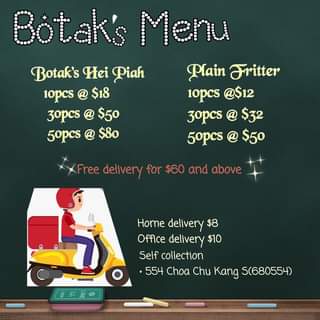 Botak's Menu
Botak's Hei Piah
10pcs @ $18
30pcs @ $50
50pcs @ $80
Plain Fritter
10pcs @$12
30pcs @ $32
50pcs @ $50
Free delivery for $60 and above
Home delivery $8
Office delivery $10
Self collection
• 554 Choa Chu Kang S(680554)